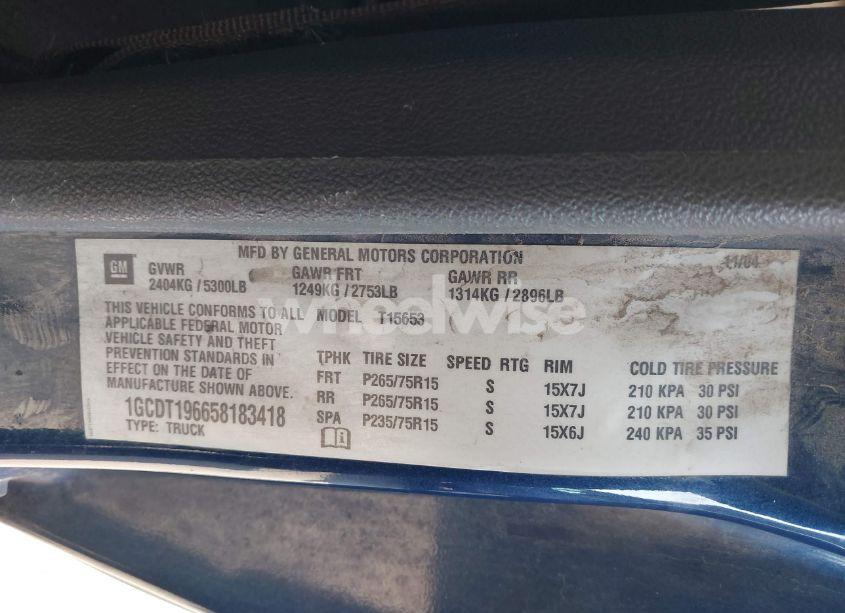 MFD BY GENERAL MOTORS CORPORATION 11/04
GM
GVWR GAWR FRT GAWR RR
2404KG / 5300LB 1249KG / 2753LB 1314KG / 2896LB
THIS VEHICLE CONFORMS TO ALL MODEL T15653
APPLICABLE FEDERAL MOTOR
VEHICLE SAFETY AND THEFT
PREVENTION STANDARDS IN
EFFECT ON THE DATE OF
MANUFACTURE SHOWN ABOVE.
1GCDT196658183418
TYPE: TRUCK
TPHK TIRE SIZE SPEED RTG RIM COLD TIRE PRESSURE
FRT P265/75R15 S 15X7J 210 KPA 30 PSI
RR P265/75R15 S 15X7J 210 KPA 30 PSI
SPA P235/75R15 S 15X6J 240 KPA 35 PSI
wheelwise